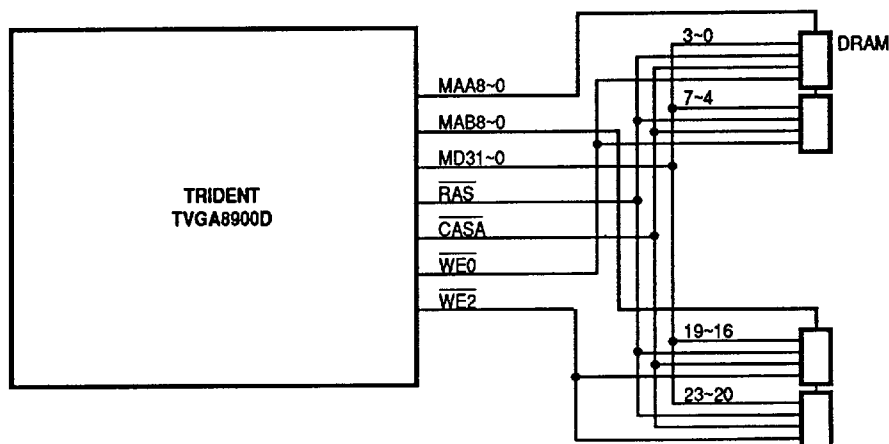 3~0
DRAM
MAA8~0
7~4
MAB8~0
MD31~0
TRIDENT
TVGA8900D
RAS
CASA
WE0
WE2
19~16
23~20